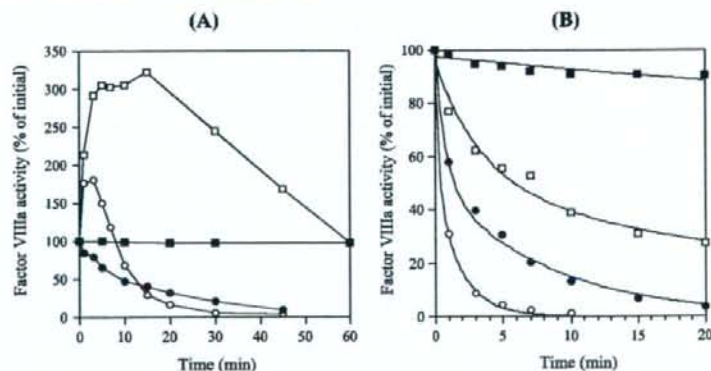 (A)
Factor VIIIa activity (% of initial)
350
300
250
200
150
100
50
0
0 10 20 30 40 50 60
Time (min)
(B)
Factor VIIIa activity (% of initial)
100
80
60
40
20
0
0 5 10 15 20
Time (min)